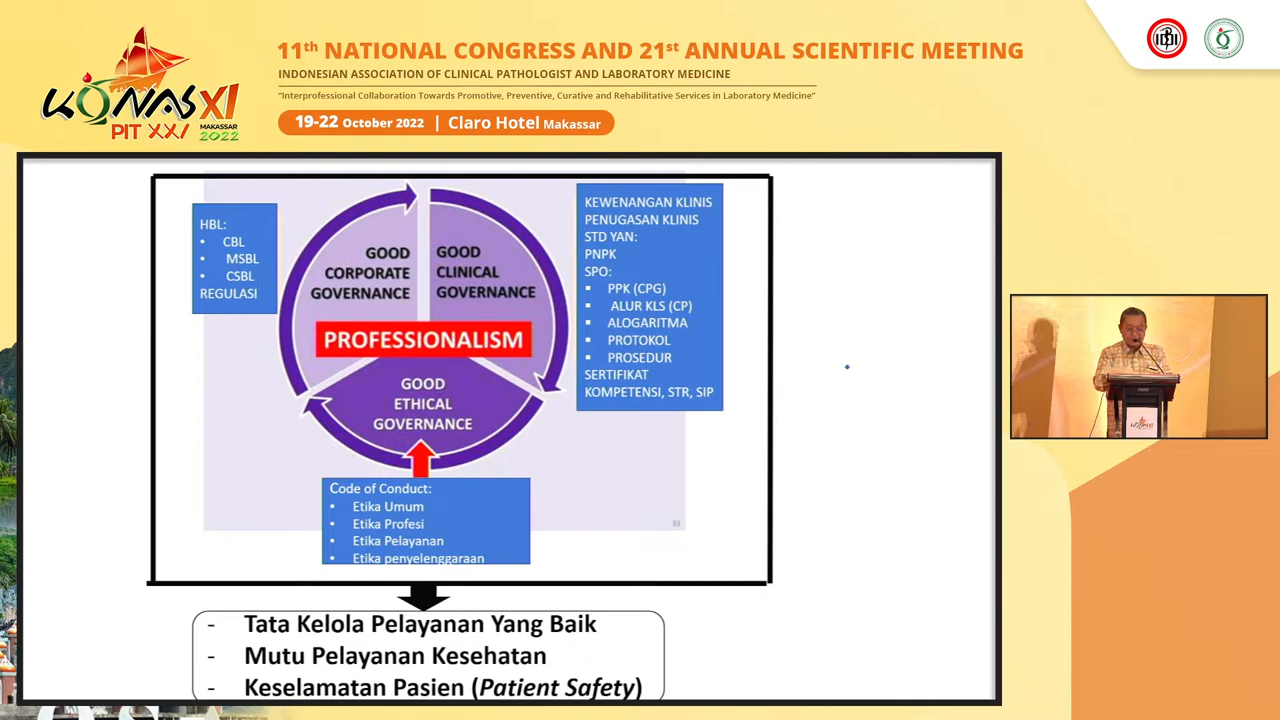 11th NATIONAL CONGRESS AND 21st ANNUAL SCIENTIFIC MEETING
INDONESIAN ASSOCIATION OF CLINICAL PATHOLOGIST AND LABORATORY MEDICINE
"Interprofessional Collaboration Towards Promotive, Preventive, Curative and Rehabilitative Services in Laboratory Medicine"
19-22 October 2022 | Claro Hotel Makassar
KONAS XI
PIT XXI
MAKASSAR
2022
HBL:
• CBL
• MSBL
• CSBL
REGULASI
GOOD
CORPORATE
GOVERNANCE
GOOD
CLINICAL
GOVERNANCE
PROFESSIONALISM
GOOD
ETHICAL
GOVERNANCE
KEWENANGAN KLINIS
PENUGASAN KLINIS
STD YAN:
PNPK
SPO:
▪ PPK (CPG)
▪ ALUR KLS (CP)
▪ ALOGARITMA
▪ PROTOKOL
▪ PROSEDUR
SERTIFIKAT
KOMPETENSI, STR, SIP
Code of Conduct:
• Etika Umum
• Etika Profesi
• Etika Pelayanan
• Etika penyelenggaraan
33
- Tata Kelola Pelayanan Yang Baik
- Mutu Pelayanan Kesehatan
- Keselamatan Pasien (Patient Safety)